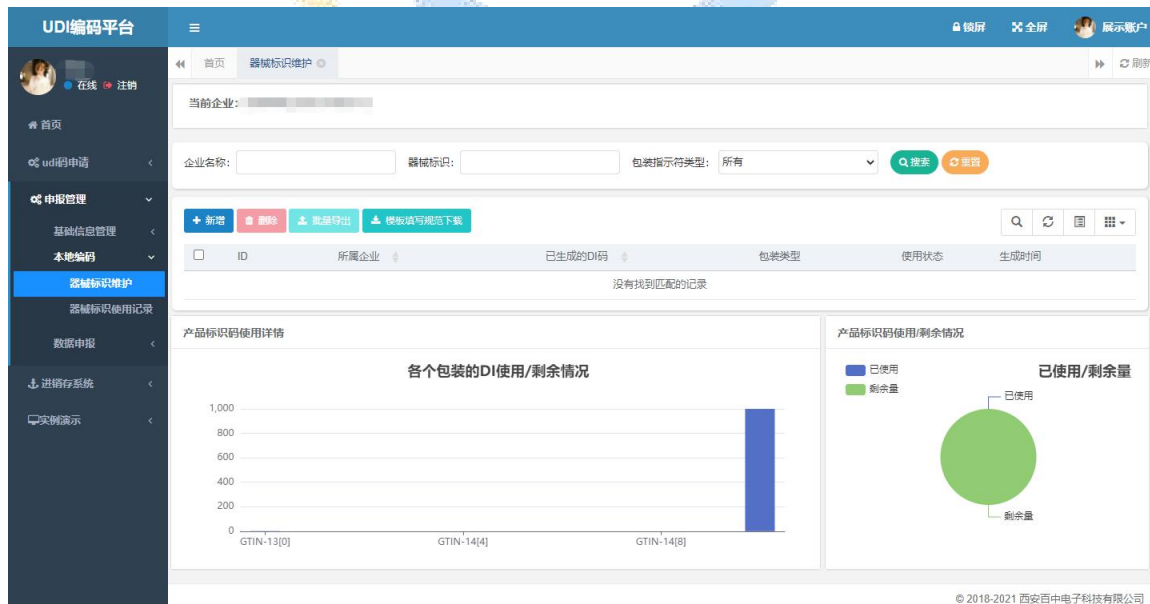 UDI编码平台
锁屏 全屏 展示账户
在线 注销
首页 器械标识维护 刷新
当前企业:
首页
udi码申请
企业名称: 器械标识: 包装指示符类型: 所有 搜索 重置
申报管理
新增 删除 批量导出 模板填写规范下载
基础信息管理
本地编码
ID 所属企业 已生成的DI码 包装类型 使用状态 生成时间
器械标识维护
没有找到匹配的记录
器械标识使用记录
数据申报
产品标识码使用详情 产品标识码使用/剩余情况
进销存系统
实例演示
各个包装的DI使用/剩余情况
已使用
剩余量
已使用/剩余量
已使用
1,000
800
600
400
200
0
GTIN-13[0] GTIN-14[4] GTIN-14[8]
剩余量
© 2018-2021 西安百中电子科技有限公司